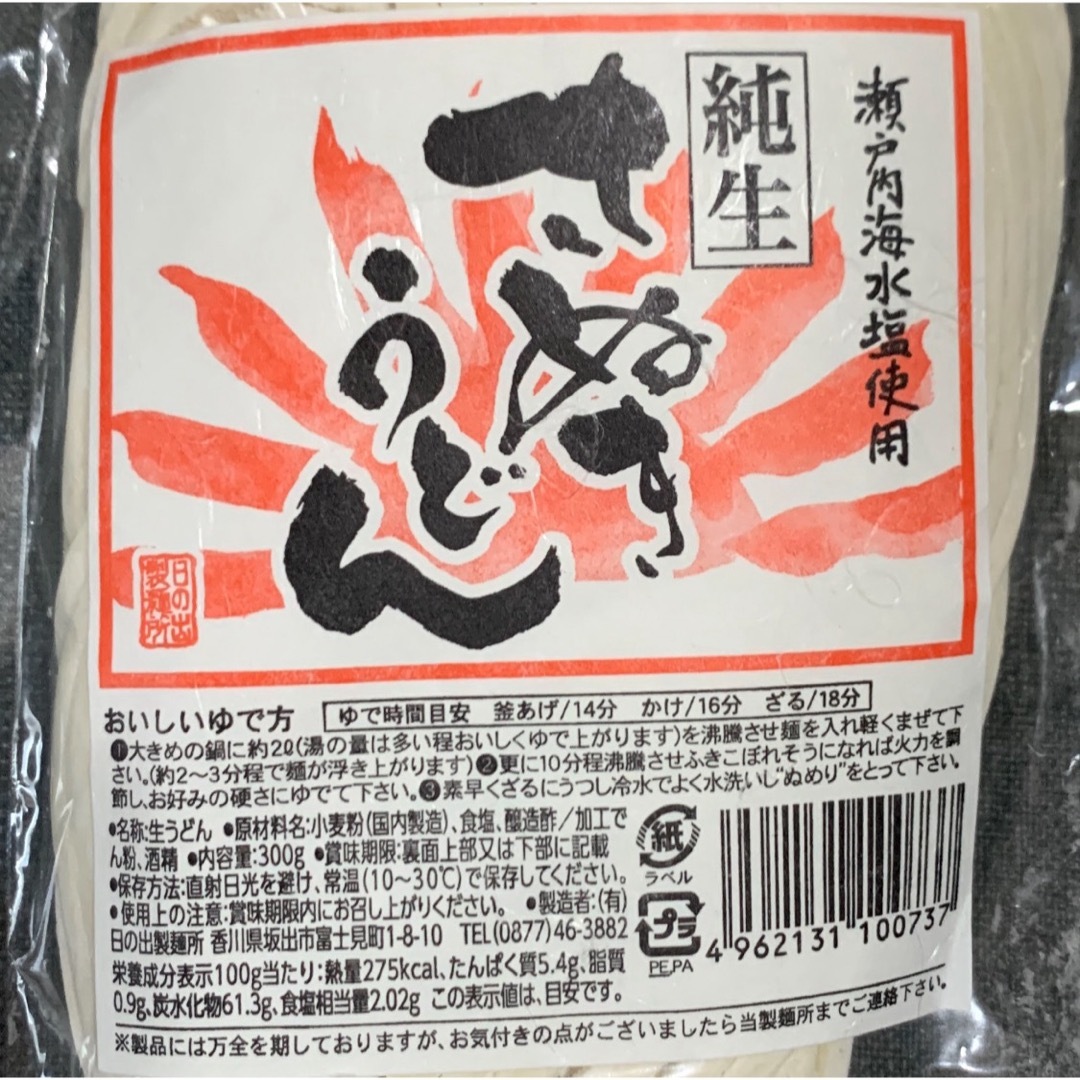 瀬戸内海水塩使用
純生
さぬき
うどん
日の出
製麺所
おいしいゆで方 ゆで時間目安 釜あげ/14分 かけ/16分 ざる/18分
❶大きめの鍋に約2ℓ(湯の量は多い程おいしくゆで上がります)を沸騰させ麺を入れ軽くまぜて下
さい。(約2〜3分程で麺が浮き上がります)❷更に10分程沸騰させふきこぼれそうになれば火力を調
節し、お好みの硬さにゆでて下さい。❸素早くざるにうつし冷水でよく水洗いし"ぬめり"をとって下さい。
●名称:生うどん ●原材料名:小麦粉(国内製造)、食塩、醸造酢/加工で
ん粉、酒精 ●内容量:300g ●賞味期限:裏面上部又は下部に記載
●保存方法:直射日光を避け、常温(10〜30℃)で保存してください。
●使用上の注意:賞味期限内にお召し上がりください。 ●製造者:(有)
日の出製麺所 香川県坂出市富士見町1-8-10 TEL(0877)46-3882
栄養成分表示100g当たり:熱量275kcal、たんぱく質5.4g、脂質
0.9g、炭水化物61.3g、食塩相当量2.02g この表示値は、目安です。
紙
ラベル
プラ
PE,PA
4962131 100737
※製品には万全を期しておりますが、お気付きの点がございましたら当製麺所までご連絡下さい。